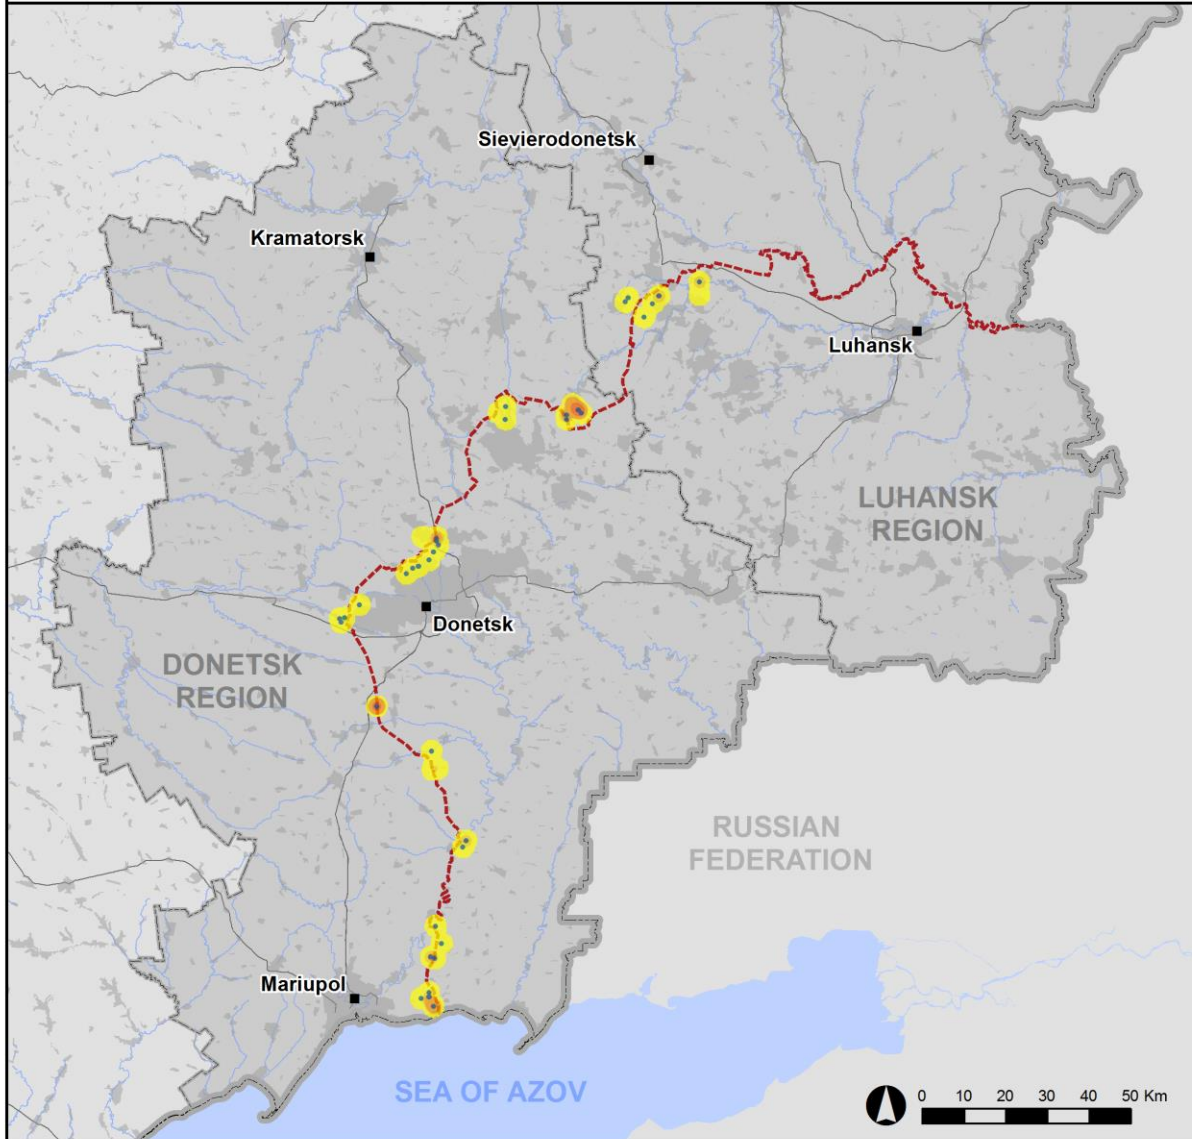 Sievierodonetsk
Kramatorsk
Luhansk
LUHANSK
REGION
Donetsk
DONETSK
REGION
RUSSIAN
FEDERATION
Mariupol
SEA OF AZOV
0 10 20 30 40 50 Km